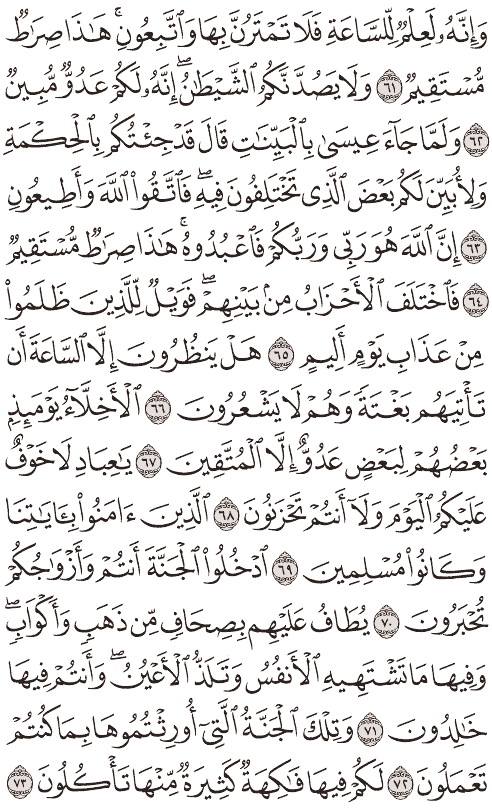 وَإِنَّهُۥ لَعِلْمٌ لِّلسَّاعَةِ فَلَا تَمْتَرُنَّ بِهَا وَٱتَّبِعُونِ ۚ هَـٰذَا صِرَٰطٌ
مُّسْتَقِيمٌ ٦١ وَلَا يَصُدَّنَّكُمُ ٱلشَّيْطَـٰنُ ۖ إِنَّهُۥ لَكُمْ عَدُوٌّ مُّبِينٌ
٦٢ وَلَمَّا جَآءَ عِيسَىٰ بِٱلْبَيِّنَـٰتِ قَالَ قَدْ جِئْتُكُم بِٱلْحِكْمَةِ
وَلِأُبَيِّنَ لَكُم بَعْضَ ٱلَّذِى تَخْتَلِفُونَ فِيهِ ۖ فَٱتَّقُوا۟ ٱللَّهَ وَأَطِيعُونِ
٦٣ إِنَّ ٱللَّهَ هُوَ رَبِّى وَرَبُّكُمْ فَٱعْبُدُوهُ ۚ هَـٰذَا صِرَٰطٌ مُّسْتَقِيمٌ
٦٤ فَٱخْتَلَفَ ٱلْأَحْزَابُ مِنۢ بَيْنِهِمْ ۖ فَوَيْلٌ لِّلَّذِينَ ظَلَمُوا۟
مِنْ عَذَابِ يَوْمٍ أَلِيمٍ ٦٥ هَلْ يَنظُرُونَ إِلَّا ٱلسَّاعَةَ أَن
تَأْتِيَهُم بَغْتَةً وَهُمْ لَا يَشْعُرُونَ ٦٦ ٱلْأَخِلَّآءُ يَوْمَئِذٍۭ
بَعْضُهُمْ لِبَعْضٍ عَدُوٌّ إِلَّا ٱلْمُتَّقِينَ ٦٧ يَـٰعِبَادِ لَا خَوْفٌ
عَلَيْكُمُ ٱلْيَوْمَ وَلَآ أَنتُمْ تَحْزَنُونَ ٦٨ ٱلَّذِينَ ءَامَنُوا۟ بِـَٔايَـٰتِنَا
وَكَانُوا۟ مُسْلِمِينَ ٦٩ ٱدْخُلُوا۟ ٱلْجَنَّةَ أَنتُمْ وَأَزْوَٰجُكُمْ
تُحْبَرُونَ ٧٠ يُطَافُ عَلَيْهِم بِصِحَافٍ مِّن ذَهَبٍ وَأَكْوَابٍ ۖ
وَفِيهَا مَا تَشْتَهِيهِ ٱلْأَنفُسُ وَتَلَذُّ ٱلْأَعْيُنُ ۖ وَأَنتُمْ فِيهَا
خَـٰلِدُونَ ٧١ وَتِلْكَ ٱلْجَنَّةُ ٱلَّتِىٓ أُورِثْتُمُوهَا بِمَا كُنتُمْ
تَعْمَلُونَ ٧٢ لَكُمْ فِيهَا فَـٰكِهَةٌ كَثِيرَةٌ مِّنْهَا تَأْكُلُونَ ٧٣